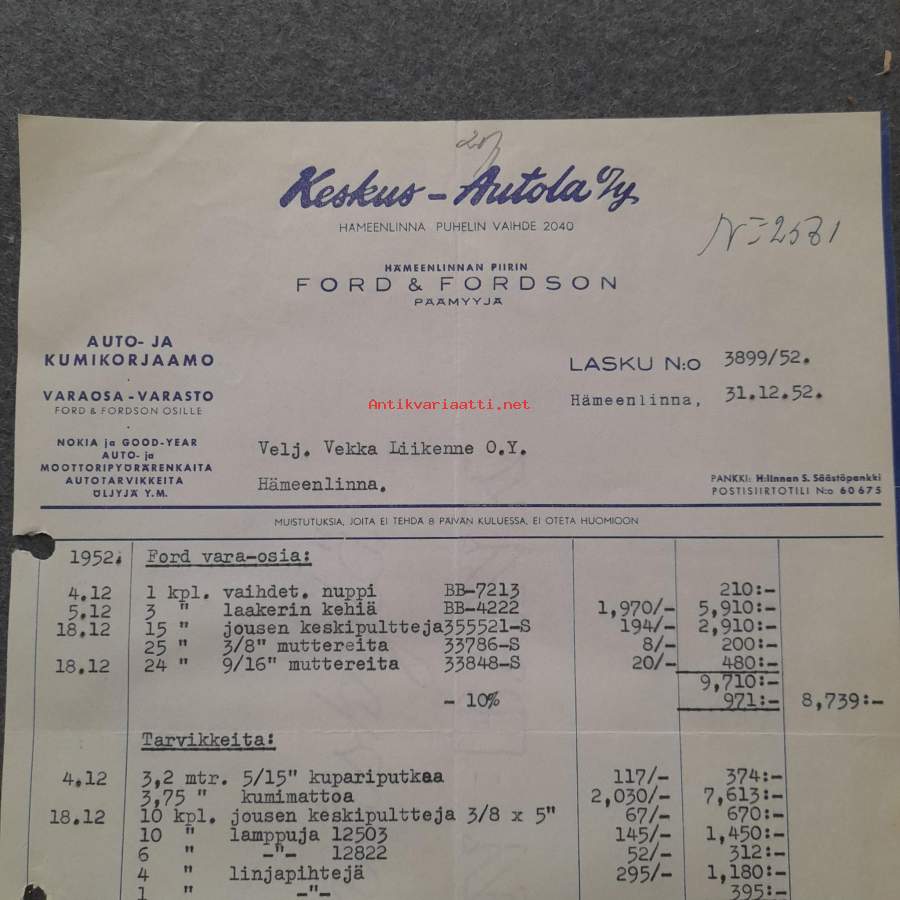 Keskus-Autola O/y
HÄMEENLINNA PUHELIN VAIHDE 2040
N:2531
HÄMEENLINNAN PIIRIN
FORD & FORDSON
PÄÄMYYJÄ
AUTO- JA
KUMIKORJAAMO
VARAOSA-VARASTO
FORD & FORDSON OSILLE
NOKIA ja GOOD-YEAR
AUTO- ja
MOOTTORIPYÖRÄRENKAITA
AUTOTARVIKKEITA
ÖLJYJÄ Y.M.
LASKU N:o 3899/52.
Hämeenlinna, 31.12.52.
Antikvariaatti.net
Velj. Vekka Liikenne O.Y.
Hämeenlinna.
PANKKI: H:linnan S. Säästöpankki
POSTISIIRTOTILI N:o 60675
MUISTUTUKSIA, JOITA EI TEHDÄ 8 PÄIVÄN KULUESSA, EI OTETA HUOMIOON
1952. Ford vara-osia:
4.12 1 kpl. vaihdet. nuppi BB-7213 210:-
5.12 3 " laakerin kehiä BB-4222 1,970/- 5,910:-
18.12 15 " jousen keskipultteja 355521-S 194/- 2,910:-
25 " 3/8" muttereita 33786-S 8/- 200:-
18.12 24 " 9/16" muttereita 33848-S 20/- 480:-
9,710:-
- 10% 971:- 8,739:-
Tarvikkeita:
4.12 3,2 mtr. 5/15" kupariputkaa 117/- 374:-
3,75 " kumimattoa 2,030/- 7,613:-
18.12 10 kpl. jousen keskipultteja 3/8 x 5" 67/- 670:-
10 " lamppuja 12503 145/- 1,450:-
6 " -"- 12822 52/- 312:-
4 " linjapihtejä 295/- 1,180:-
1 " -"- 395:-